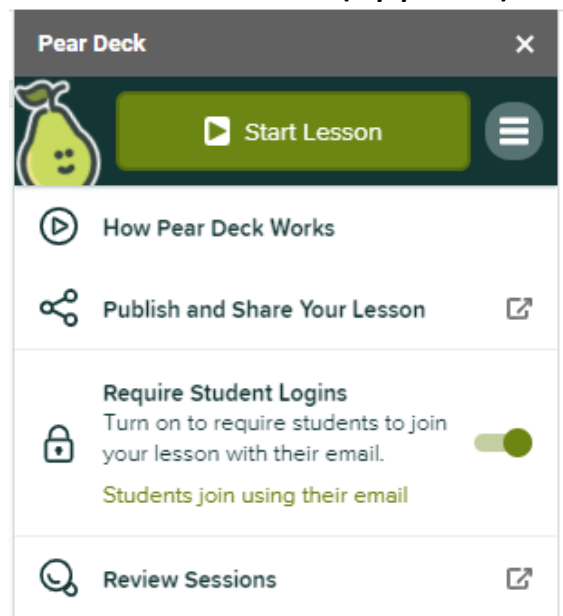 Pear Deck
Start Lesson
How Pear Deck Works
Publish and Share Your Lesson
Require Student Logins
Turn on to require students to join
your lesson with their email.
Students join using their email
Review Sessions